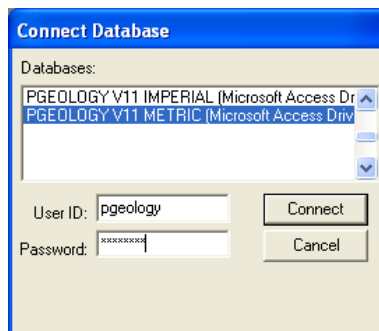 Connect Database
Databases:
PGEOLOGY V11 IMPERIAL (Microsoft Access Dr
PGEOLOGY V11 METRIC (Microsoft Access Driv
User ID: pgeology
Connect
Password: ********
Cancel